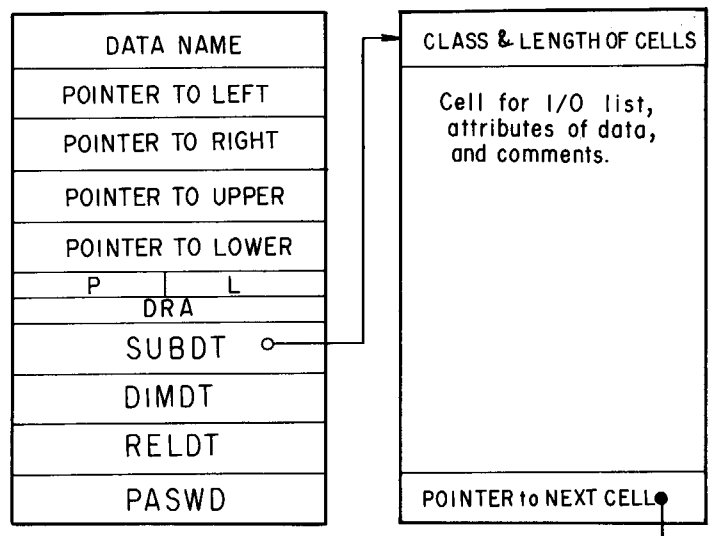 DATA NAME
POINTER TO LEFT
POINTER TO RIGHT
POINTER TO UPPER
POINTER TO LOWER
P L
DRA
SUBDT
DIMDT
RELDT
PASWD
CLASS & LENGTH OF CELLS
Cell for I/O list,
attributes of data,
and comments.
POINTER to NEXT CELL